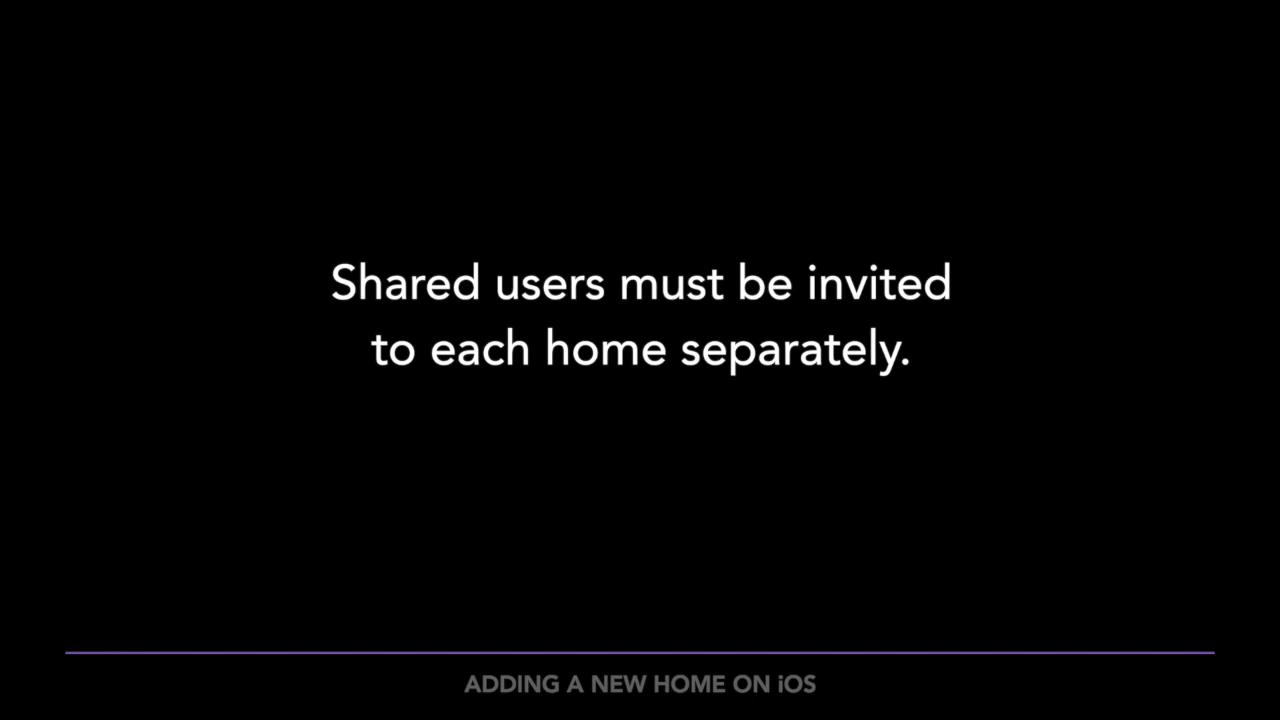 Shared users must be invited
to each home separately.
ADDING A NEW HOME ON iOS